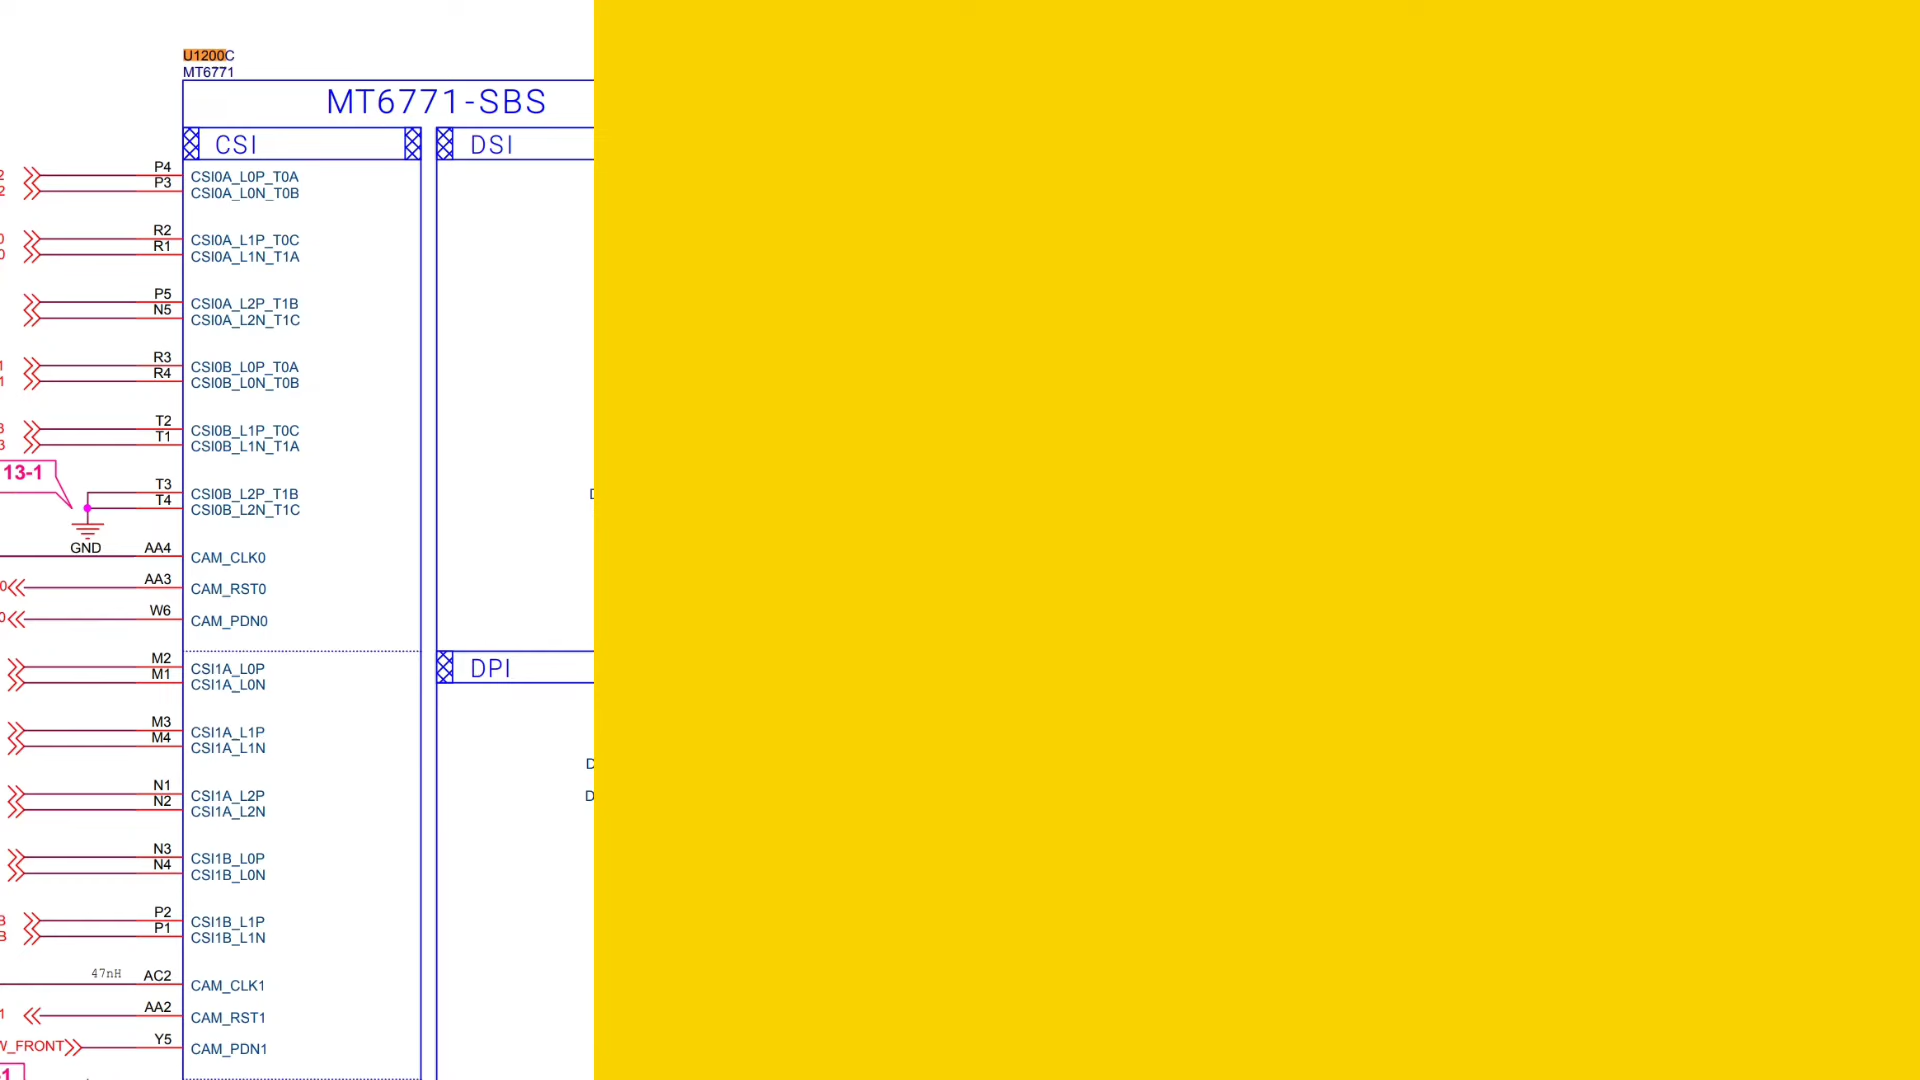 U1200C
MT6771
MT6771-SBS
CSI DSI
P4 CSI0A_L0P_T0A
P3 CSI0A_L0N_T0B
R2 CSI0A_L1P_T0C
R1 CSI0A_L1N_T1A
P5 CSI0A_L2P_T1B
N5 CSI0A_L2N_T1C
R3 CSI0B_L0P_T0A
R4 CSI0B_L0N_T0B
T2 CSI0B_L1P_T0C
T1 CSI0B_L1N_T1A
13-1
T3 CSI0B_L2P_T1B
T4 CSI0B_L2N_T1C
GND
AA4 CAM_CLK0
AA3 CAM_RST0
W6 CAM_PDN0
DPI
M2 CSI1A_L0P
M1 CSI1A_L0N
M3 CSI1A_L1P
M4 CSI1A_L1N
N1 CSI1A_L2P
N2 CSI1A_L2N
N3 CSI1B_L0P
N4 CSI1B_L0N
P2 CSI1B_L1P
P1 CSI1B_L1N
47nH AC2 CAM_CLK1
AA2 CAM_RST1
W_FRONT Y5 CAM_PDN1
-1